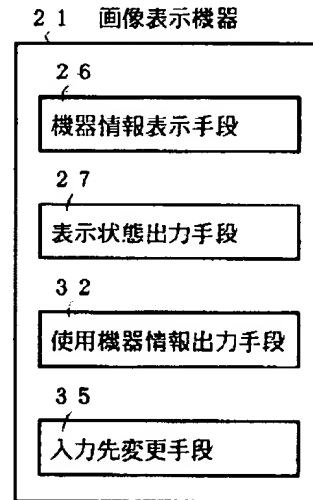 21 画像表示機器
26
機器情報表示手段
27
表示状態出力手段
32
使用機器情報出力手段
35
入力先変更手段